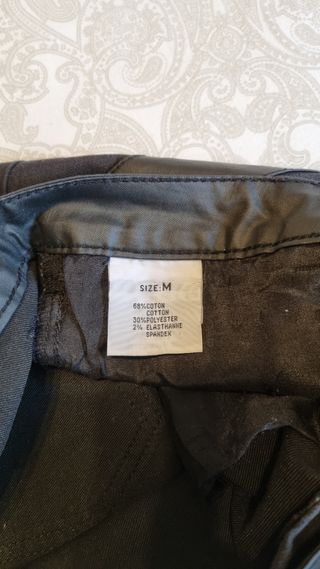 SIZE:M
68%COTON
COTTON
30%POLYESTER
2% ELASTHANNE
SPANDEX